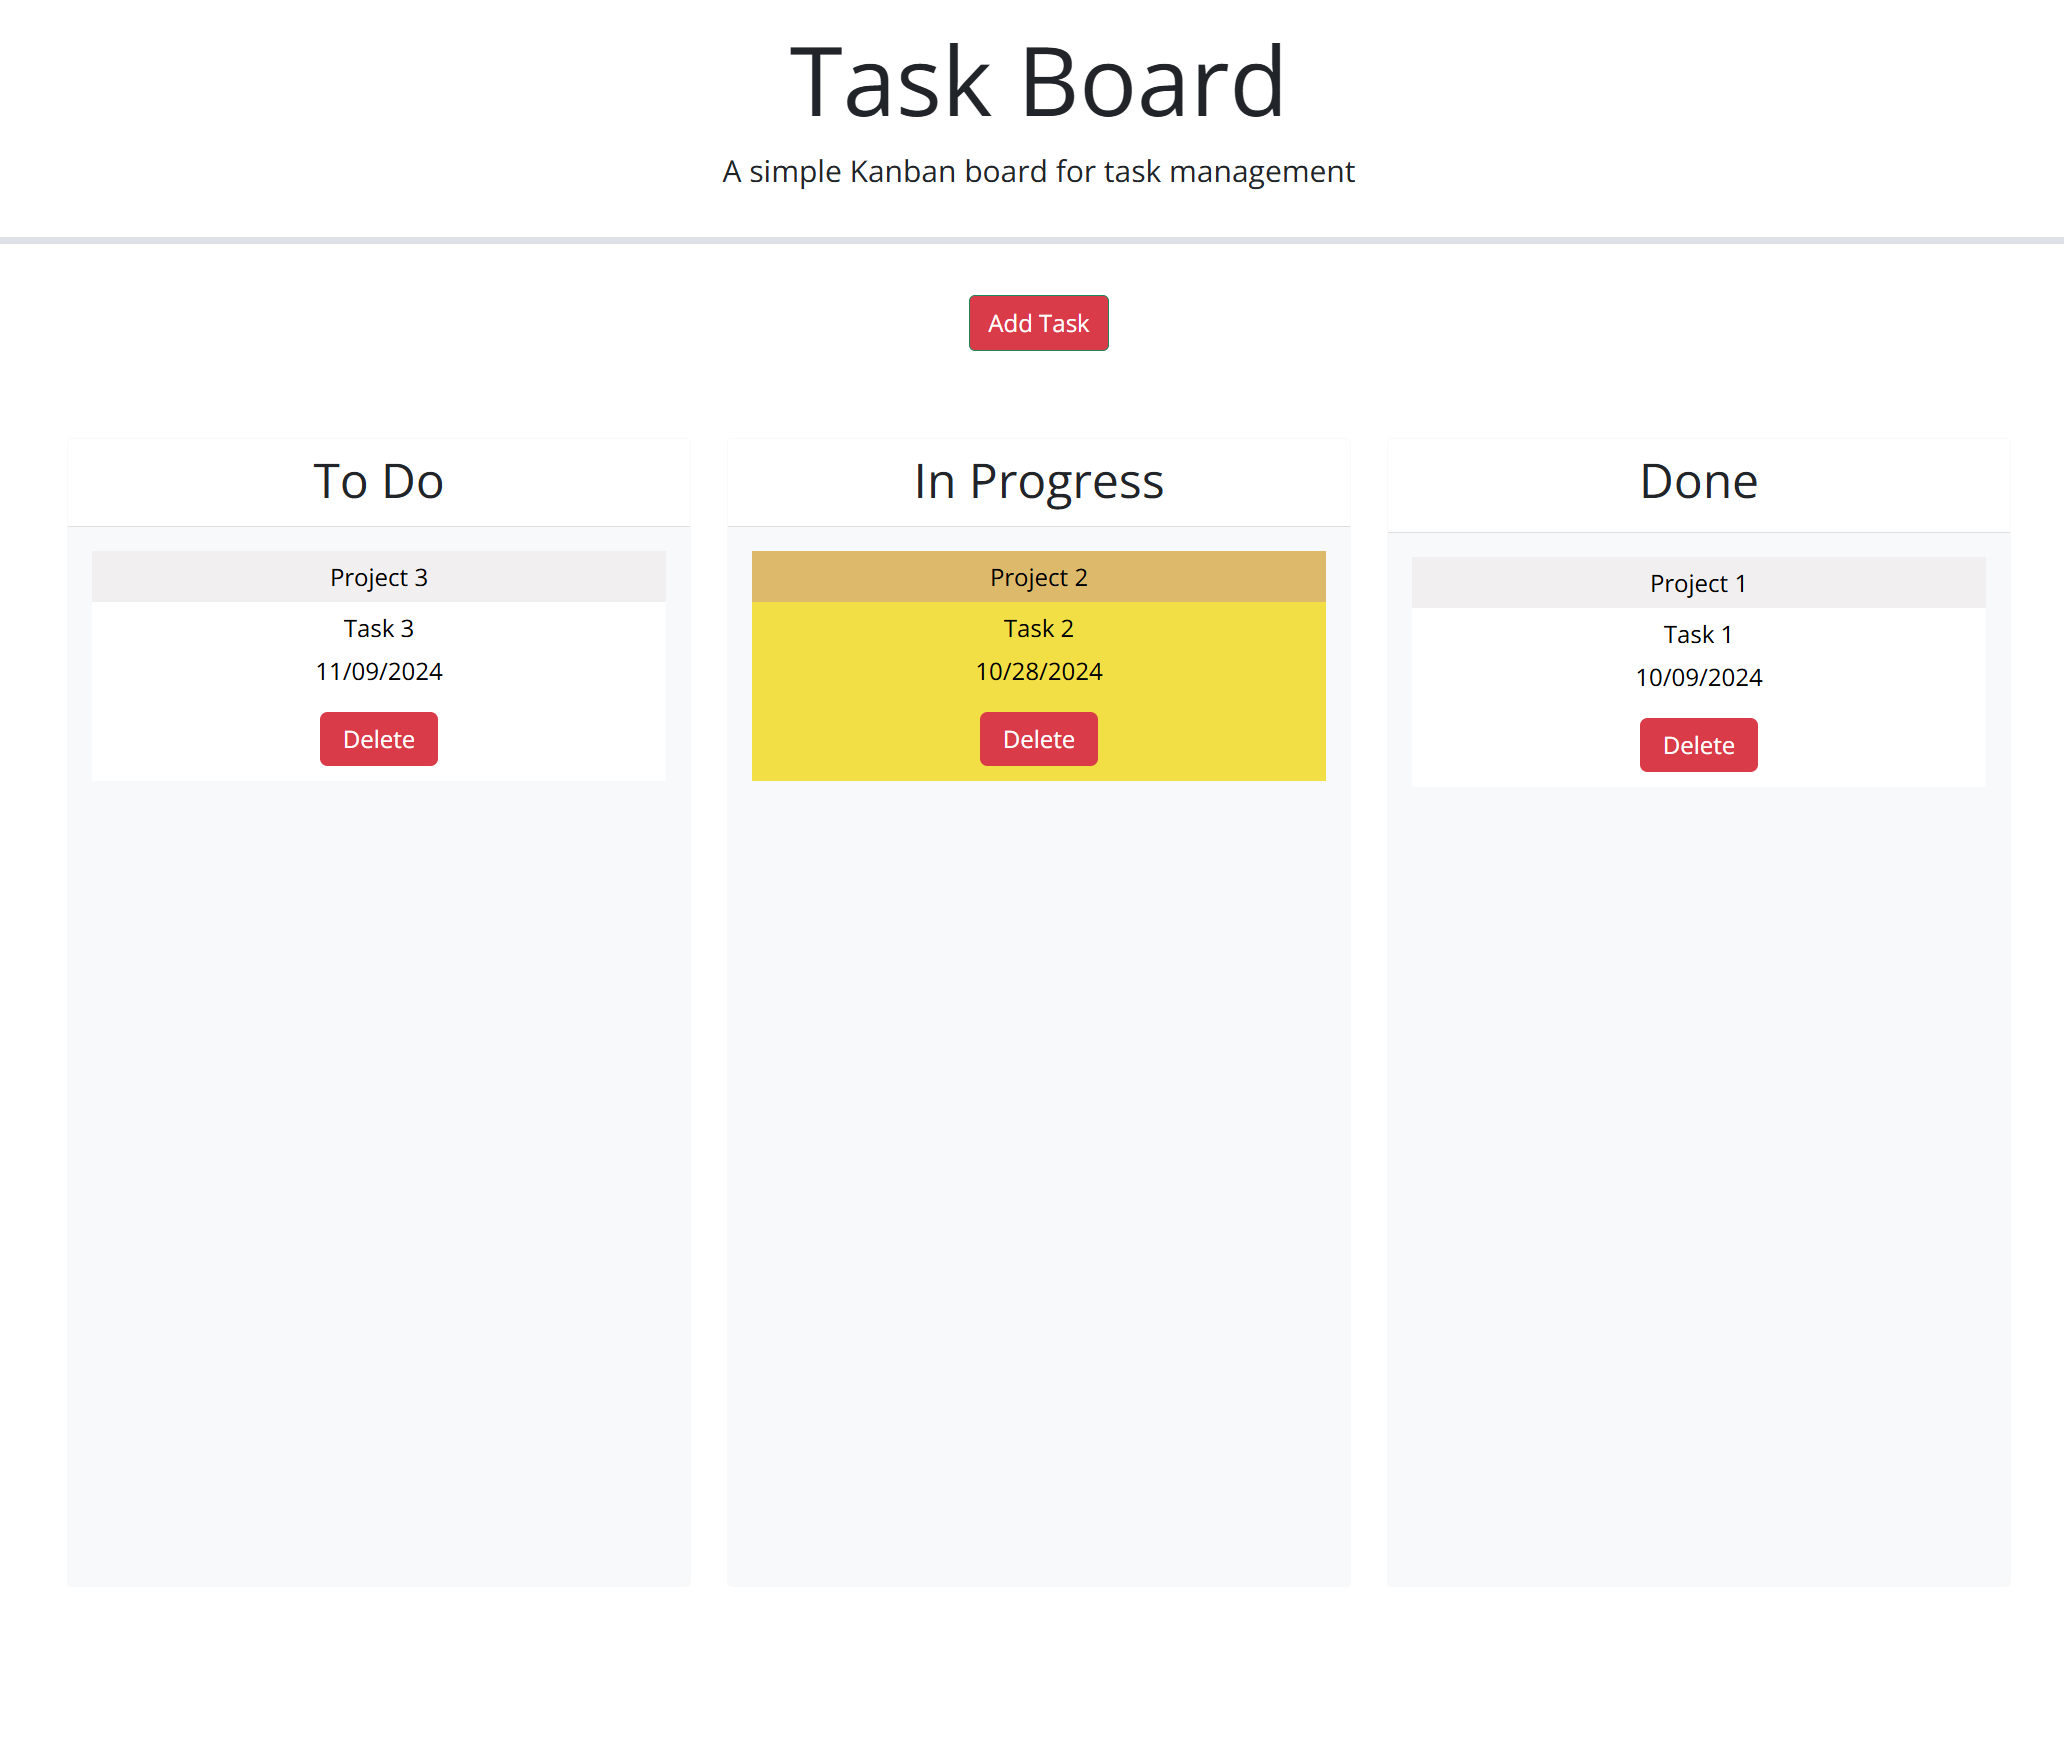 Task Board
A simple Kanban board for task management
Add Task
To Do
Project 3
Task 3
11/09/2024
Delete
In Progress
Project 2
Task 2
10/28/2024
Delete
Done
Project 1
Task 1
10/09/2024
Delete